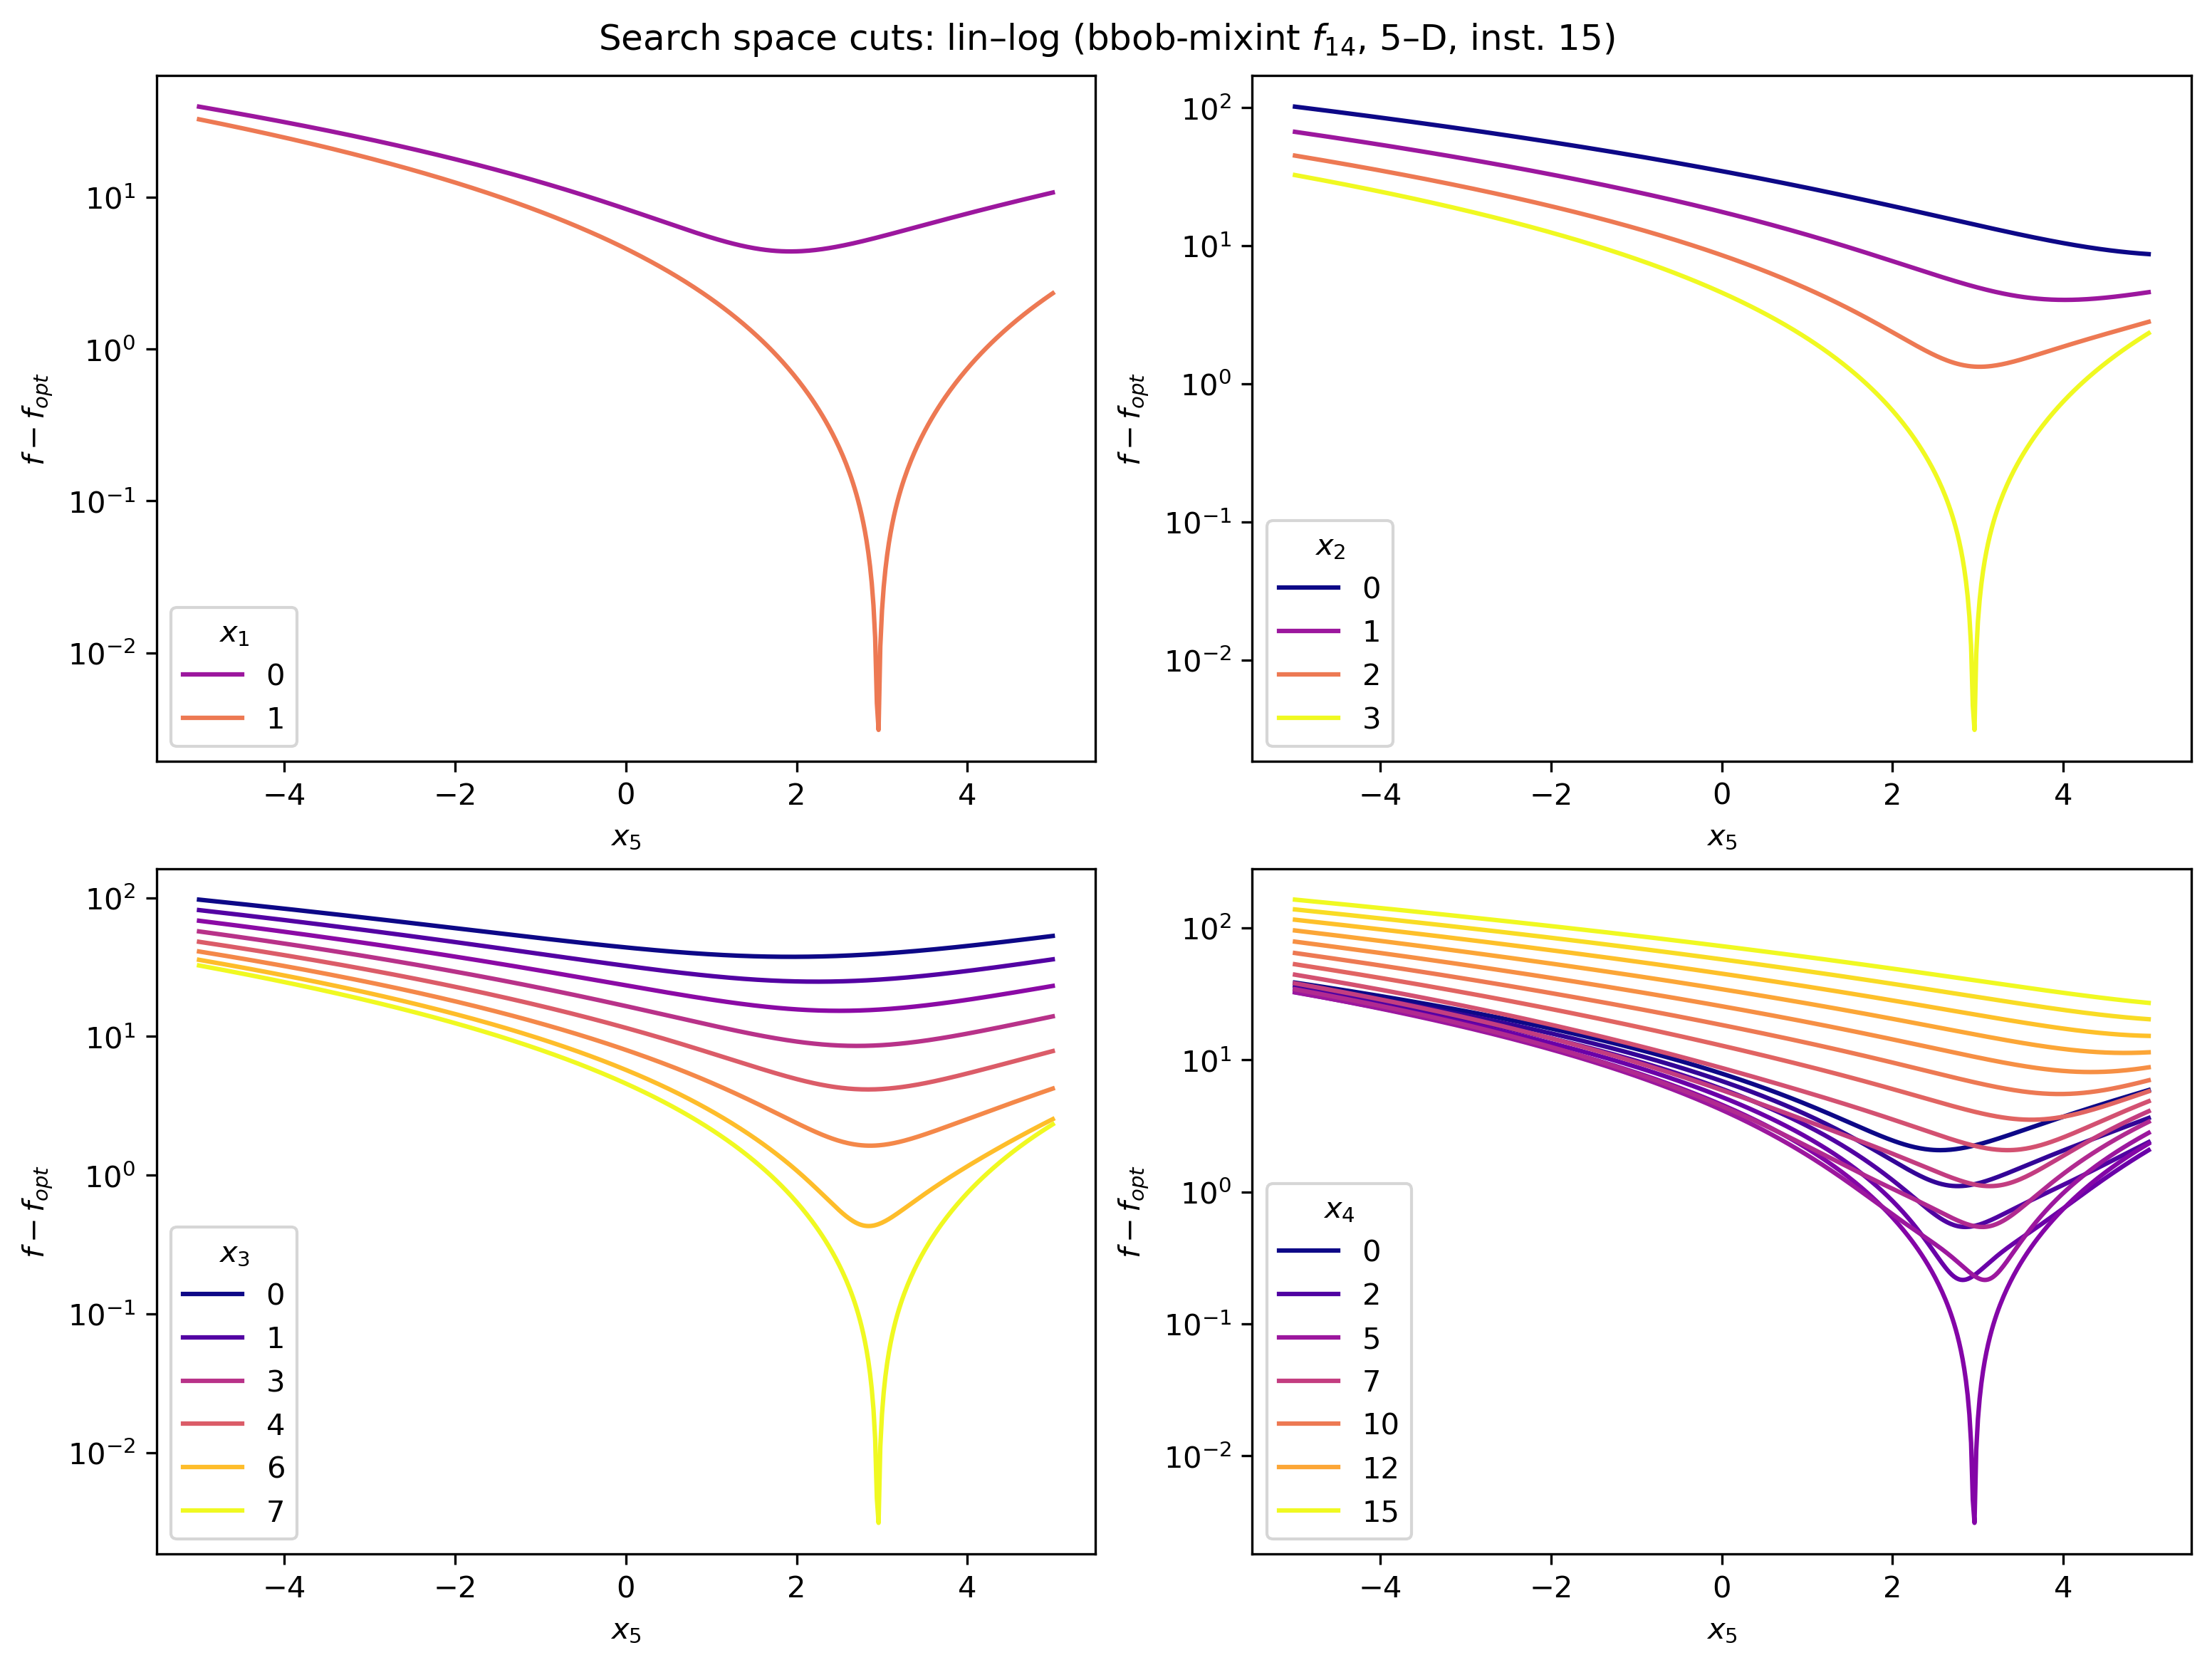 Search space cuts: lin–log (bbob-mixint f14, 5–D, inst. 15)
10^1
10^0
10^−1
10^−2
f − fopt
x1
0
1
−4 −2 0 2 4
x5
10^2
10^1
10^0
10^−1
10^−2
f − fopt
x2
0
1
2
3
−4 −2 0 2 4
x5
10^2
10^1
10^0
10^−1
10^−2
f − fopt
x3
0
1
3
4
6
7
−4 −2 0 2 4
x5
10^2
10^1
10^0
10^−1
10^−2
f − fopt
x4
0
2
5
7
10
12
15
−4 −2 0 2 4
x5